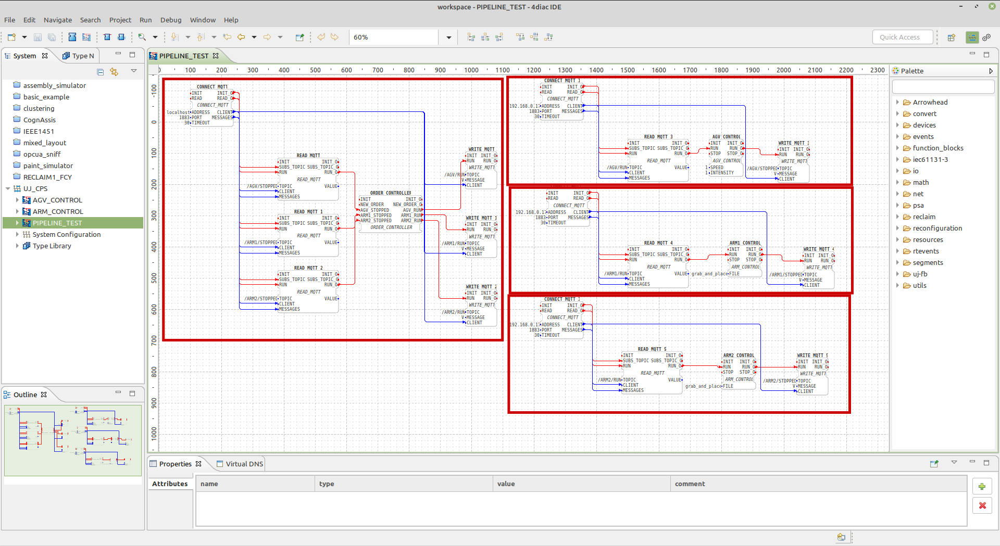 workspace - PIPELINE_TEST - 4diac IDE
File Edit Navigate Search Project Run Debug Window Help
60%
Quick Access
System
Type N
assembly_simulator
basic_example
clustering
CognAssis
IEEE1451
mixed_layout
opcua_sniff
paint_simulator
RECLAIM1_FCY
UJ_CPS
AGV_CONTROL
ARM_CONTROL
PIPELINE_TEST
System Configuration
Type Library
Outline
PIPELINE_TEST
0 100 200 300 400 500 600 700 800 900 1000 1100 1200 1300 1400 1500 1600 1700 1800 1900 2000 2100 2200 2300
-100
0
100
200
300
400
500
600
700
800
900
1000
CONNECT_MQTT
INIT INIT_O
READ READ_O
CONNECT_MQTT
localhost ADDRESS CLIENT
1883 PORT MESSAGES
30 TIMEOUT
READ_MQTT
INIT INIT_O
SUBS_TOPIC SUBS_TOPIC_O
RUN RUN_O
READ_MQTT
/AGV/STOPPED TOPIC VALUE
CLIENT
MESSAGES
READ_MQTT_1
INIT INIT_O
SUBS_TOPIC SUBS_TOPIC_O
RUN RUN_O
READ_MQTT
/ARM1/STOPPED TOPIC VALUE
CLIENT
MESSAGES
READ_MQTT_2
INIT INIT_O
SUBS_TOPIC SUBS_TOPIC_O
RUN RUN_O
READ_MQTT
/ARM2/STOPPED TOPIC VALUE
CLIENT
MESSAGES
ORDER_CONTROLLER
INIT INIT_O
NEW_ORDER NEW_ORDER_O
AGV_STOPPED AGV_RUN
ARM1_STOPPED ARM1_RUN
ARM2_STOPPED ARM2_RUN
ORDER_CONTROLLER
WRITE_MQTT
INIT INIT_O
RUN RUN_O
WRITE_MQTT
/AGV/RUN TOPIC
V MESSAGE
CLIENT
WRITE_MQTT_1
INIT INIT_O
RUN RUN_O
WRITE_MQTT
/ARM1/RUN TOPIC
V MESSAGE
CLIENT
WRITE_MQTT_2
INIT INIT_O
RUN RUN_O
WRITE_MQTT
/ARM2/RUN TOPIC
V MESSAGE
CLIENT
CONNECT_MQTT_1
INIT INIT_O
READ READ_O
CONNECT_MQTT
192.168.0.17 ADDRESS CLIENT
1883 PORT MESSAGES
30 TIMEOUT
READ_MQTT_3
INIT INIT_O
SUBS_TOPIC SUBS_TOPIC_O
RUN RUN_O
READ_MQTT
/AGV/RUN TOPIC VALUE
CLIENT
MESSAGES
AGV_CONTROL
INIT INIT_O
RUN RUN_O
STOP STOP_O
AGV_CONTROL
1 SPEED
1 INTENSITY
WRITE_MQTT_3
INIT INIT_O
RUN RUN_O
WRITE_MQTT
/AGV/STOPPED TOPIC
V MESSAGE
CLIENT
INIT INIT_O
READ READ_O
CONNECT_MQTT
192.168.0.17 ADDRESS CLIENT
1883 PORT MESSAGES
30 TIMEOUT
READ_MQTT_4
INIT INIT_O
SUBS_TOPIC SUBS_TOPIC_O
RUN RUN_O
READ_MQTT
/ARM1/RUN TOPIC VALUE
CLIENT
MESSAGES
ARM1_CONTROL
INIT INIT_O
RUN RUN_O
STOP STOP_O
ARM_CONTROL
grab_and_place FILE
WRITE_MQTT_4
INIT INIT_O
RUN RUN_O
WRITE_MQTT
/ARM1/STOPPED TOPIC
V MESSAGE
CLIENT
CONNECT_MQTT_3
INIT INIT_O
READ READ_O
CONNECT_MQTT
192.168.0.17 ADDRESS CLIENT
1883 PORT MESSAGES
30 TIMEOUT
READ_MQTT_5
INIT INIT_O
SUBS_TOPIC SUBS_TOPIC_O
RUN RUN_O
READ_MQTT
/ARM2/RUN TOPIC VALUE
CLIENT
MESSAGES
ARM2_CONTROL
INIT INIT_O
RUN RUN_O
STOP STOP_O
ARM_CONTROL
grab_and_place FILE
WRITE_MQTT_5
INIT INIT_O
RUN RUN_O
WRITE_MQTT
/ARM2/STOPPED TOPIC
V MESSAGE
CLIENT
Palette
Arrowhead
convert
devices
events
function_blocks
iec61131-3
io
math
net
psa
reclaim
reconfiguration
resources
rtevents
segments
uj-fb
utils
Properties
Virtual DNS
Attributes
name type value comment